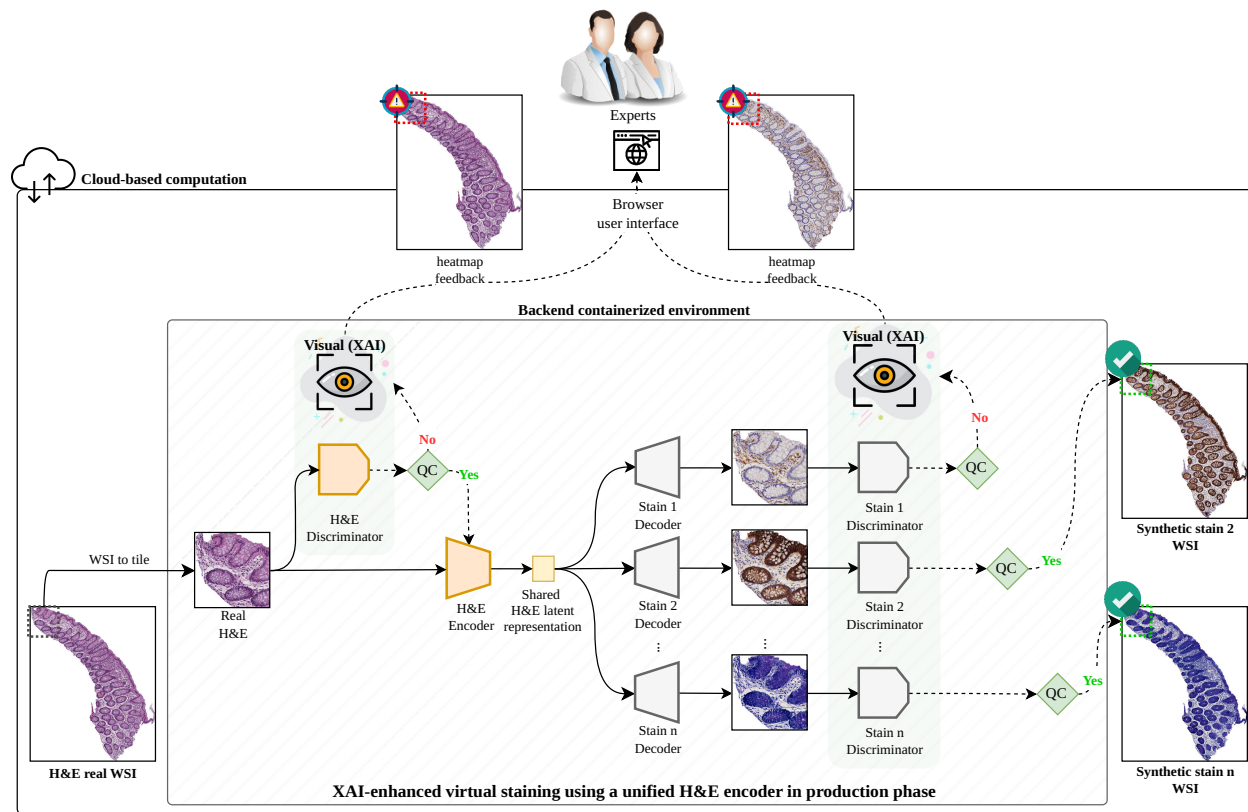 Experts
Cloud-based computation
Browser
user interface
heatmap
feedback
heatmap
feedback
Backend containerized environment
Visual (XAI)
Visual (XAI)
No
No
QC
Yes
QC
H&E
Discriminator
Stain 1
Decoder
Stain 1
Discriminator
Synthetic stain 2
WSI
WSI to tile
Real
H&E
H&E
Encoder
Shared
H&E latent
representation
Stain 2
Decoder
Stain 2
Discriminator
QC
Yes
...
...
...
Stain n
Decoder
Stain n
Discriminator
QC
Yes
H&E real WSI
Synthetic stain n
WSI
XAI-enhanced virtual staining using a unified H&E encoder in production phase